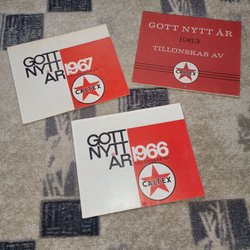 GOTT
NYTT
ÅR 1967
CALTEX
GOTT NYTT ÅR
1963
TILLÖNSKAS AV
CALTEX
GOTT
NYTT
ÅR 1966
CALTEX